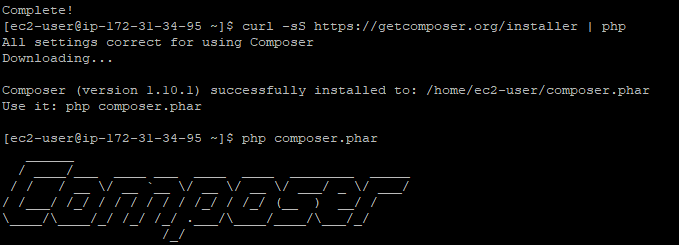 Complete!
[ec2-user@ip-172-31-34-95 ~]$ curl -sS https://getcomposer.org/installer | php
All settings correct for using Composer
Downloading...
Composer (version 1.10.1) successfully installed to: /home/ec2-user/composer.phar
Use it: php composer.phar
[ec2-user@ip-172-31-34-95 ~]$ php composer.phar
Composer